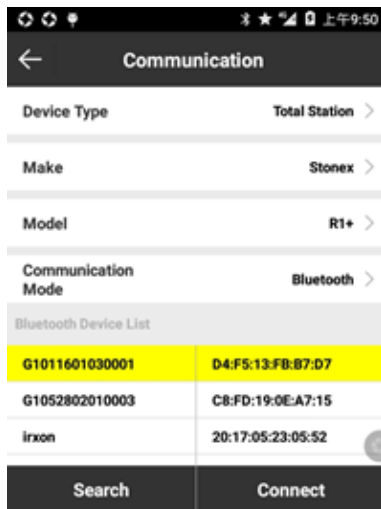 上午9:50
Communication
Device Type Total Station
Make Stonex
Model R1+
Communication
Mode Bluetooth
Bluetooth Device List
G1011601030001 D4:F5:13:FB:B7:D7
G1052802010003 C8:FD:19:0E:A7:15
irxon 20:17:05:23:05:52
Search Connect